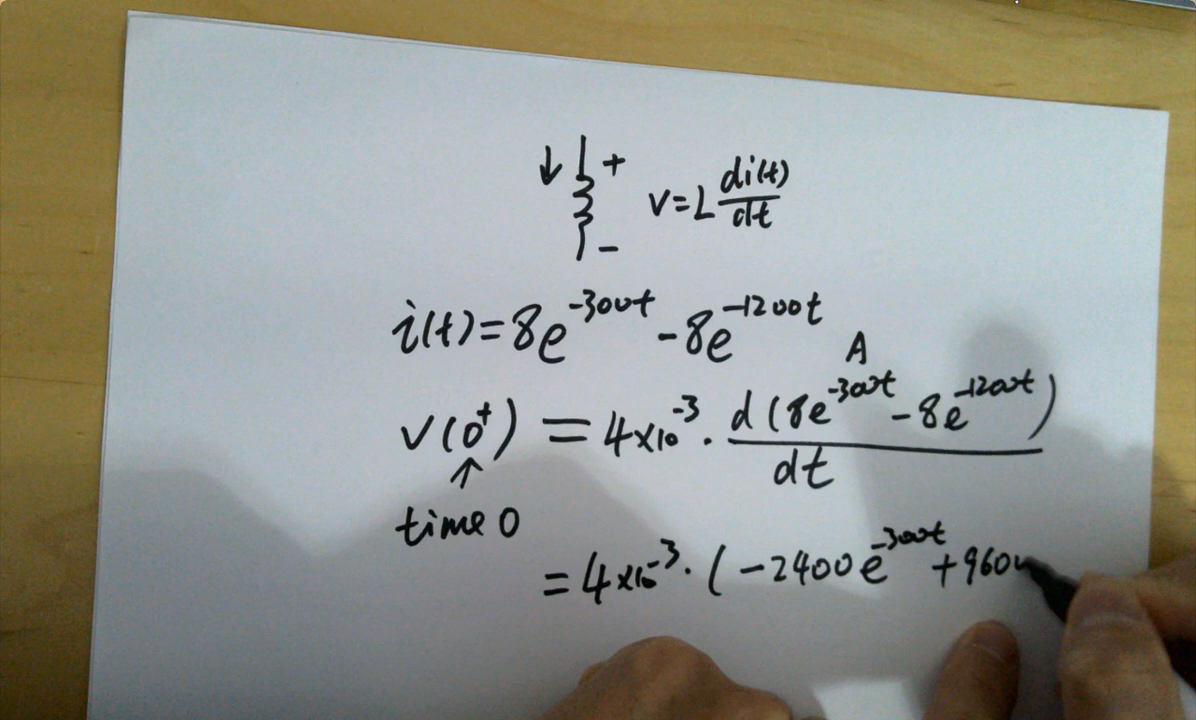 ↓ + v=L di(t)/dt
−
i(t)=8e^-300t -8e^-1200t A
v(0⁺) = 4×10^-3 · d(8e^-300t -8e^-1200t)/dt
↑
time 0
=4×10^-3 · (-2400e^-300t +960